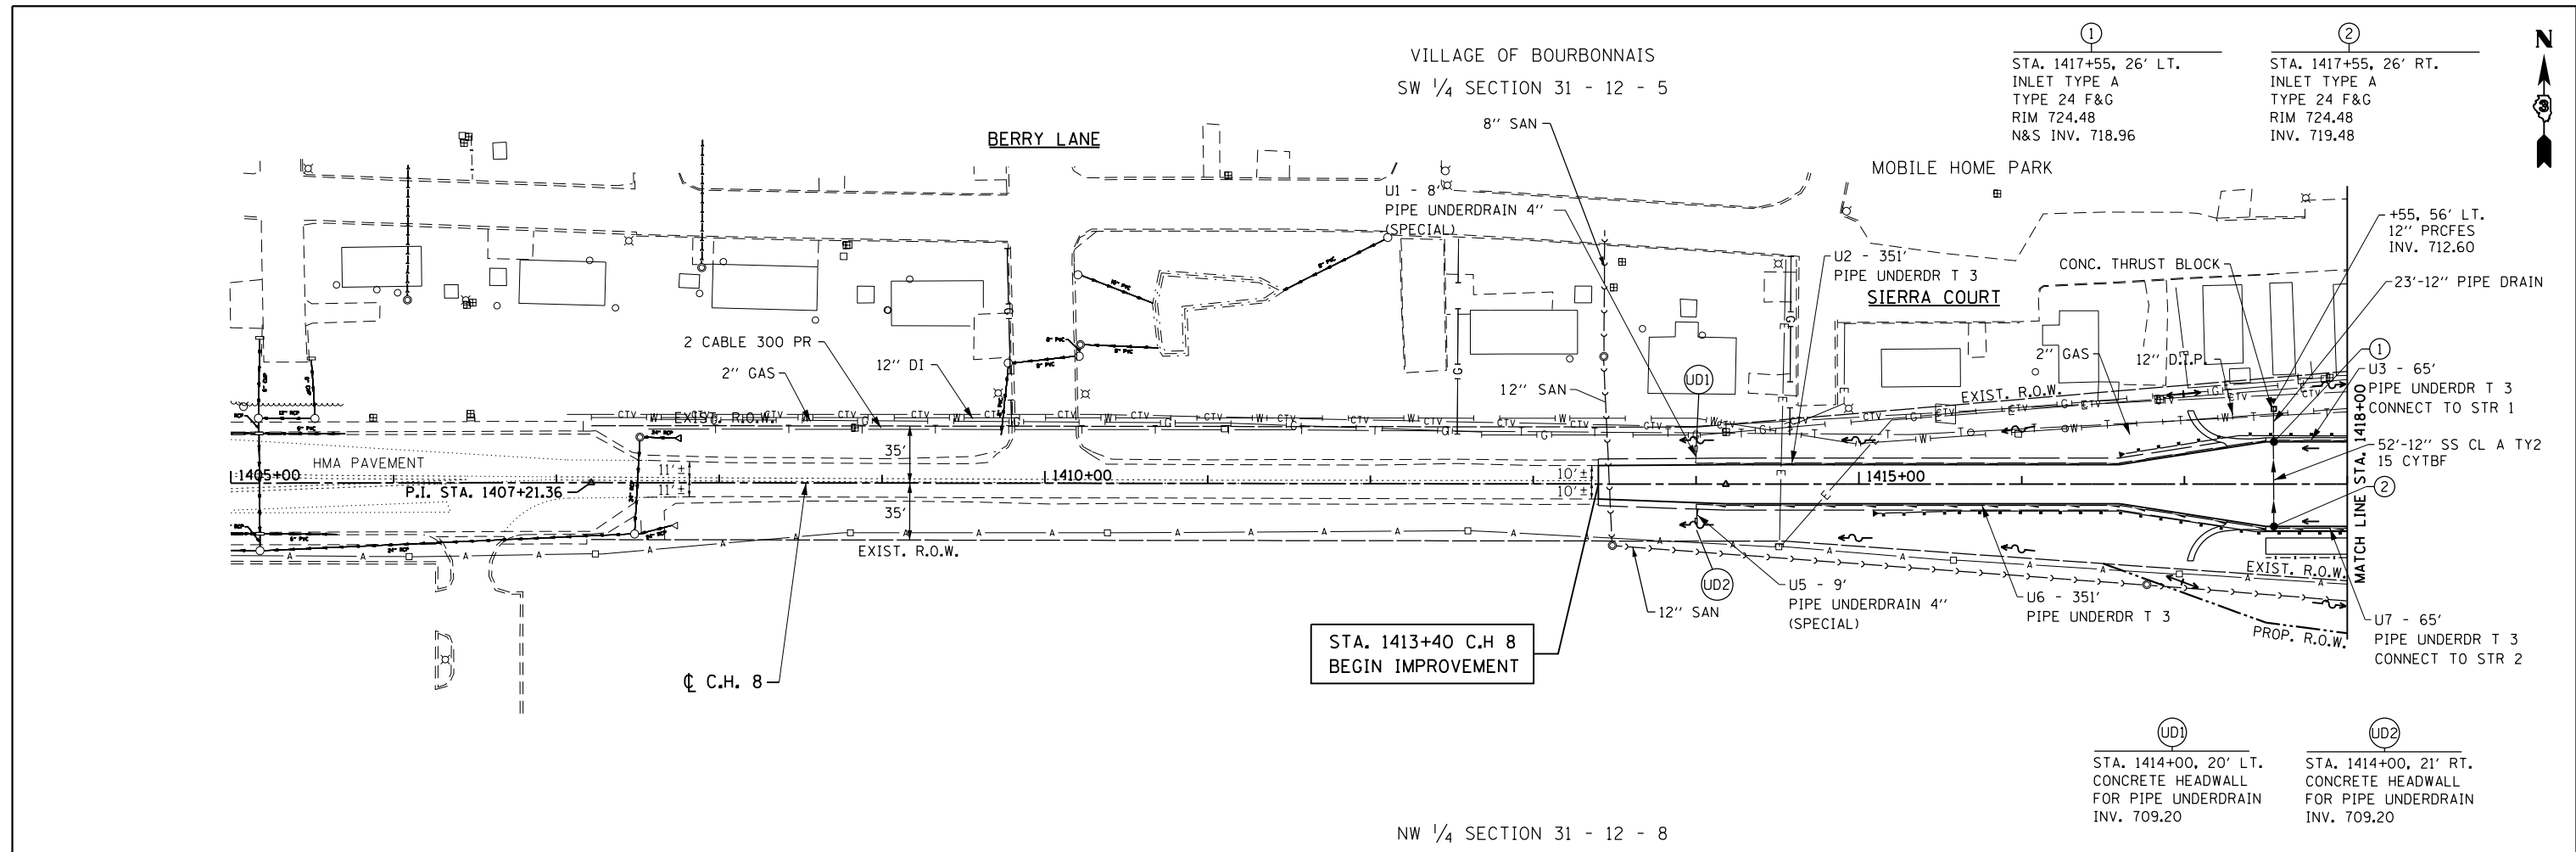 VILLAGE OF BOURBONNAIS
SW 1/4 SECTION 31 - 12 - 5
1
STA. 1417+55, 26' LT.
INLET TYPE A
TYPE 24 F&G
RIM 724.48
N&S INV. 718.96
2
STA. 1417+55, 26' RT.
INLET TYPE A
TYPE 24 F&G
RIM 724.48
INV. 719.48
N
3
BERRY LANE
8'' SAN
MOBILE HOME PARK
U1 - 8'
PIPE UNDERDRAIN 4''
(SPECIAL)
U2 - 351'
PIPE UNDERDR T 3
SIERRA COURT
CONC. THRUST BLOCK
+55, 56' LT.
12'' PRCFES
INV. 712.60
23'-12'' PIPE DRAIN
2 CABLE 300 PR
2'' GAS
12'' DI
12'' SAN
UD1
2'' GAS
12'' D.I.P.
1
U3 - 65'
PIPE UNDERDR T 3
CONNECT TO STR 1
EXIST. R.O.W.
EXIST. R.O.W.
HMA PAVEMENT
1405+00
P.I. STA. 1407+21.36
11' ±
11' ±
35'
35'
1410+00
10' ±
10' ±
1415+00
52'-12'' SS CL A TY2
15 CYTBF
2
MATCH LINE STA. 1418+00
EXIST. R.O.W.
EXIST. R.O.W.
PROP. R.O.W.
12'' SAN
UD2
U5 - 9'
PIPE UNDERDRAIN 4''
(SPECIAL)
U6 - 351'
PIPE UNDERDR T 3
U7 - 65'
PIPE UNDERDR T 3
CONNECT TO STR 2
STA. 1413+40 C.H 8
BEGIN IMPROVEMENT
℄ C.H. 8
UD1
STA. 1414+00, 20' LT.
CONCRETE HEADWALL
FOR PIPE UNDERDRAIN
INV. 709.20
UD2
STA. 1414+00, 21' RT.
CONCRETE HEADWALL
FOR PIPE UNDERDRAIN
INV. 709.20
NW 1/4 SECTION 31 - 12 - 8